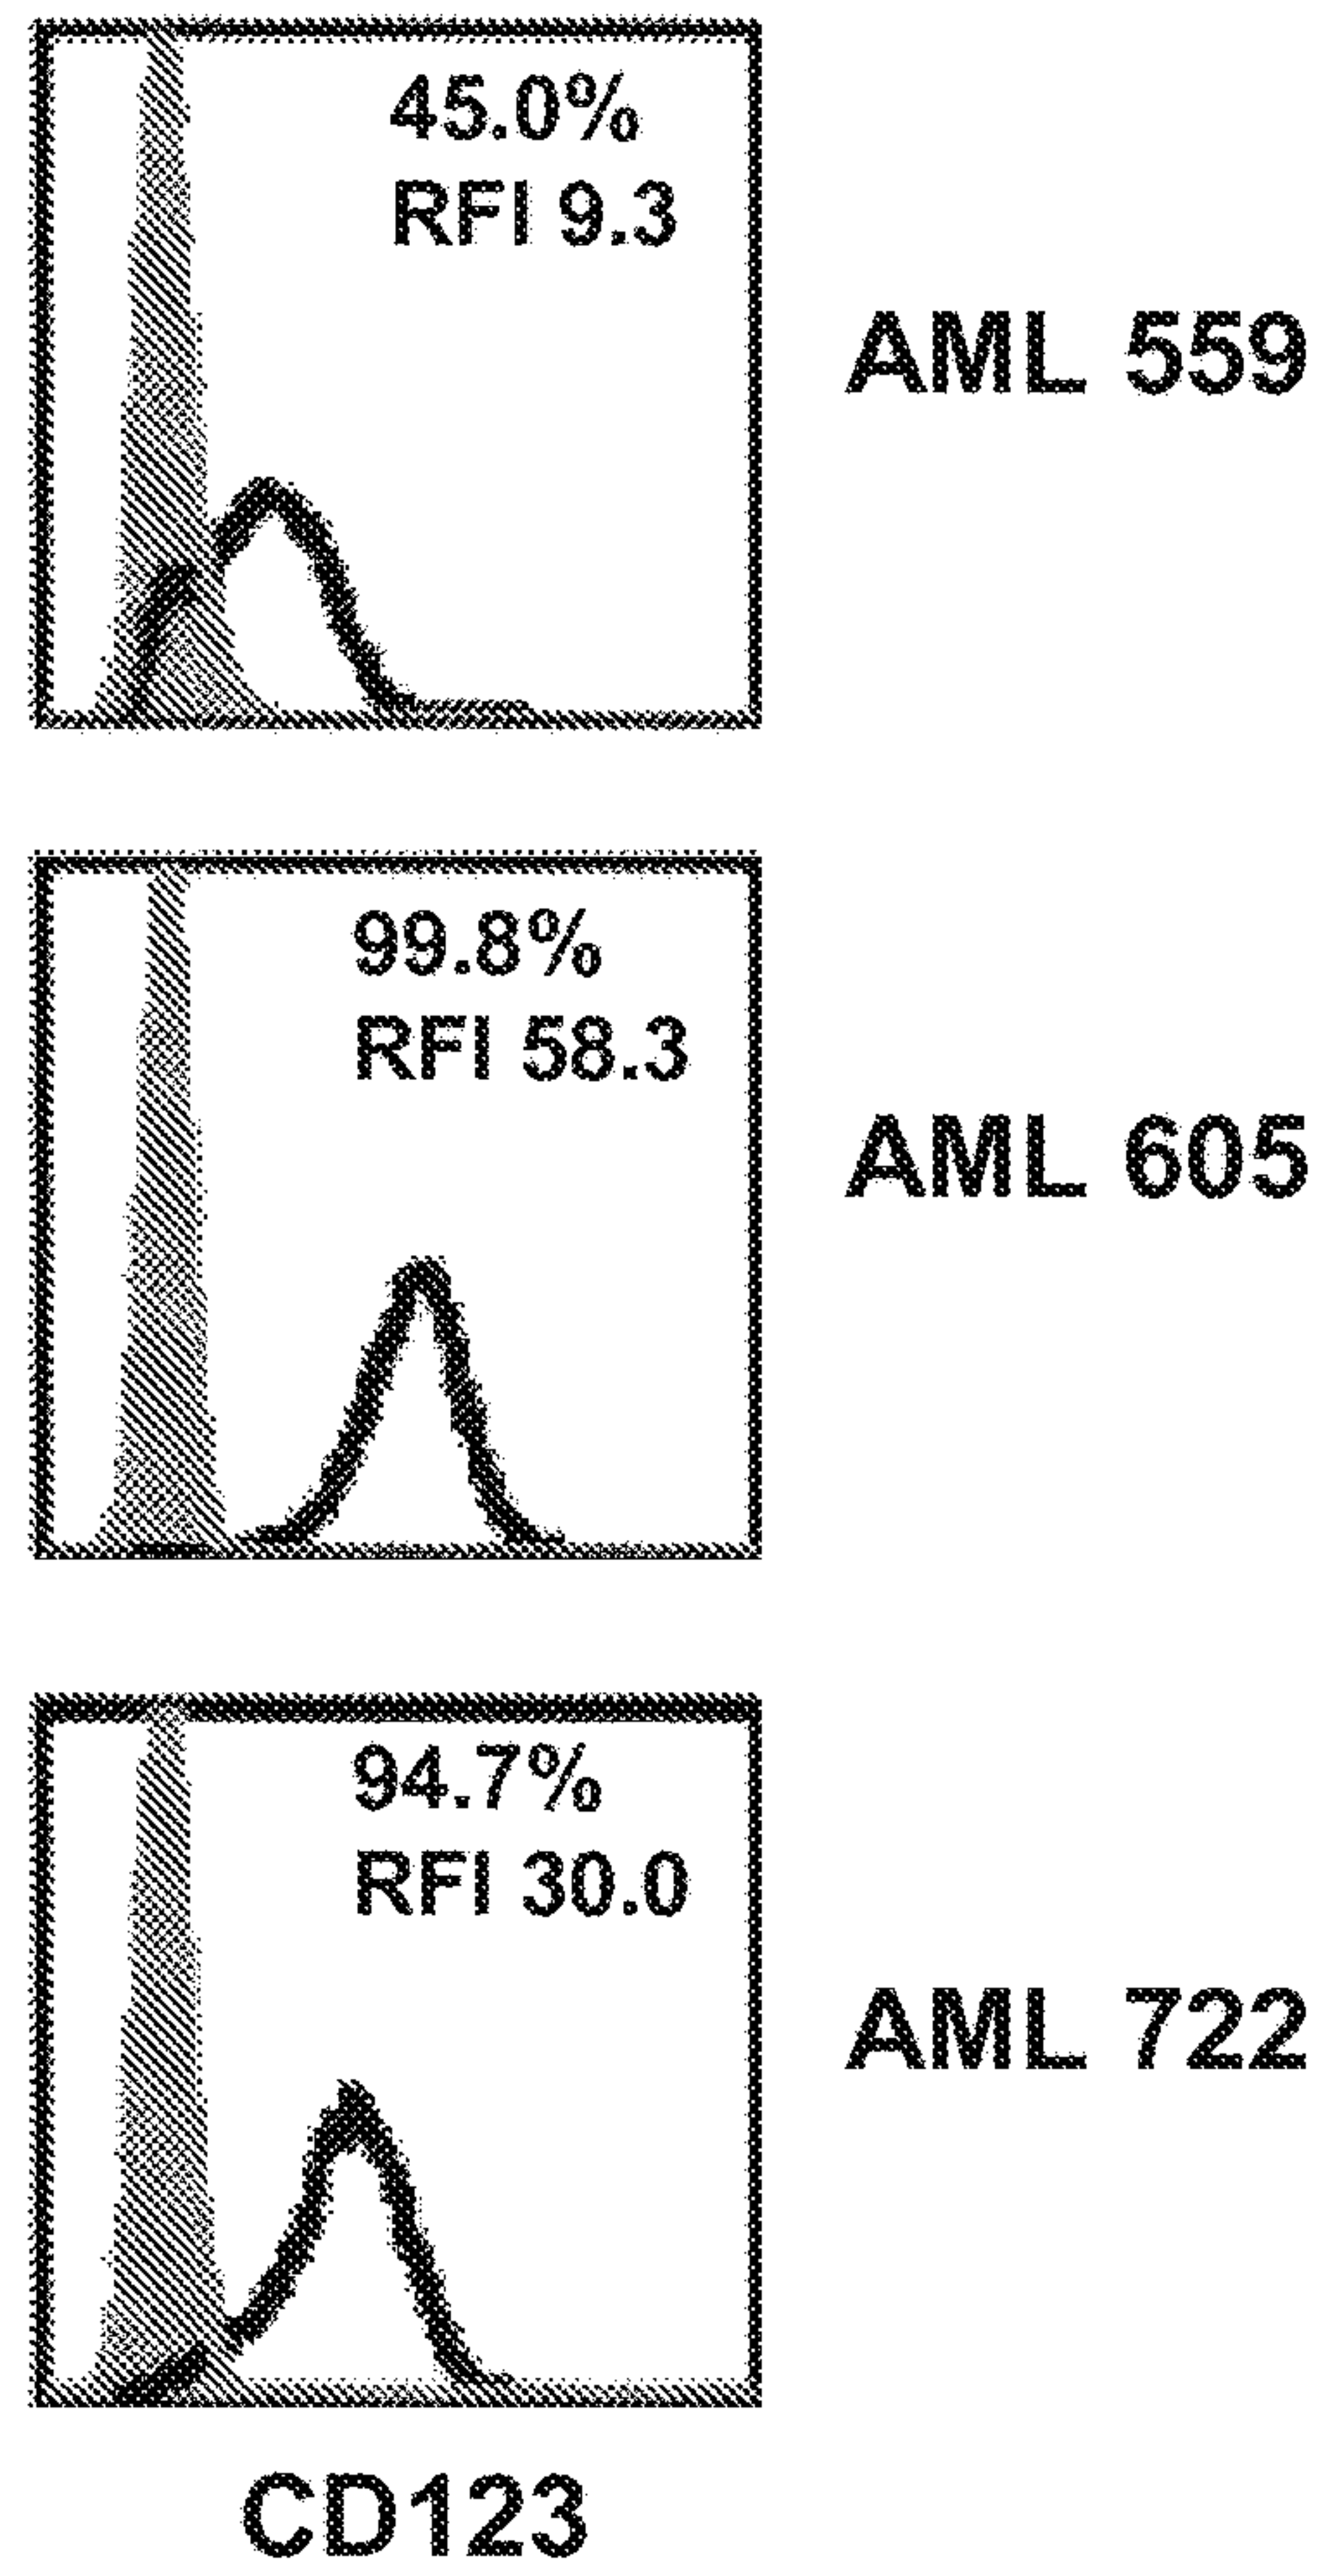 45.0%
RFI 9.3
AML 559
99.8%
RFI 58.3
AML 605
94.7%
RFI 30.0
AML 722
CD123